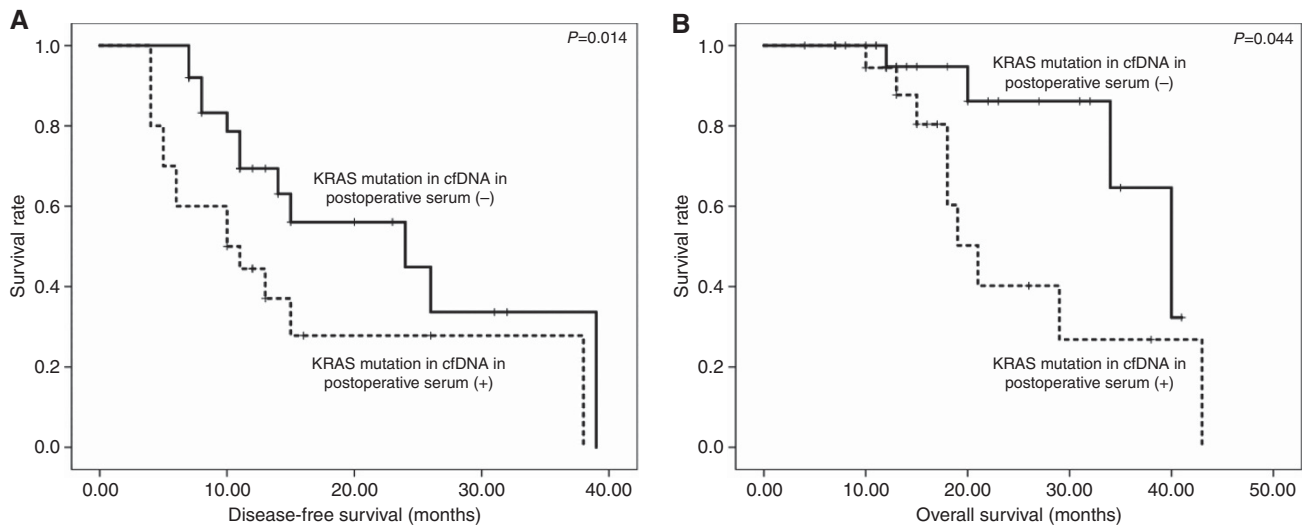 A
P=0.014
1.0
0.8
0.6
0.4
0.2
0.0
Survival rate
KRAS mutation in cfDNA in
postoperative serum (–)
KRAS mutation in cfDNA in
postoperative serum (+)
0.00 10.00 20.00 30.00 40.00
Disease-free survival (months)
B
P=0.044
1.0
0.8
0.6
0.4
0.2
0.0
Survival rate
KRAS mutation in cfDNA in
postoperative serum (–)
KRAS mutation in cfDNA in
postoperative serum (+)
0.00 10.00 20.00 30.00 40.00 50.00
Overall survival (months)